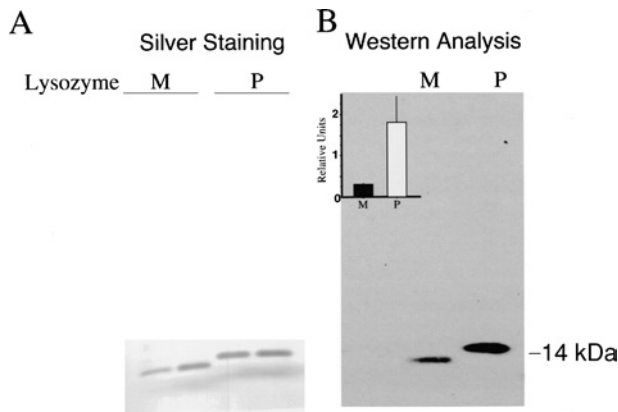 A
Silver Staining
Lysozyme M P
B
Western Analysis
M P
Relative Units
2
1
0
M P
–14 kDa